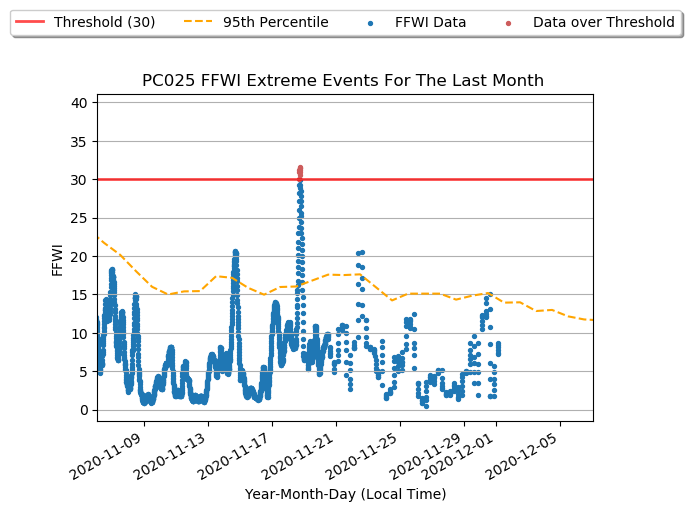 Threshold (30) 95th Percentile FFWI Data Data over Threshold
PC025 FFWI Extreme Events For The Last Month
40
35
30
25
20
15
10
5
0
FFWI
2020-11-09 2020-11-13 2020-11-17 2020-11-21 2020-11-25 2020-11-29 2020-12-01 2020-12-05
Year-Month-Day (Local Time)